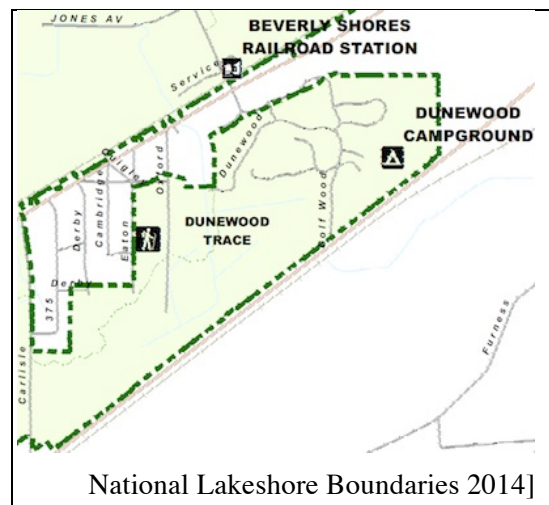 JONES AV
BEVERLY SHORES
RAILROAD STATION
Service
DUNEWOOD
CAMPGROUND
Dunewood
Quigle
Oxford
Cambridge
Derby
Eaton
DUNEWOOD
TRACE
Golf Wood
Derby
375
Carlisle
Furness
National Lakeshore Boundaries 2014]